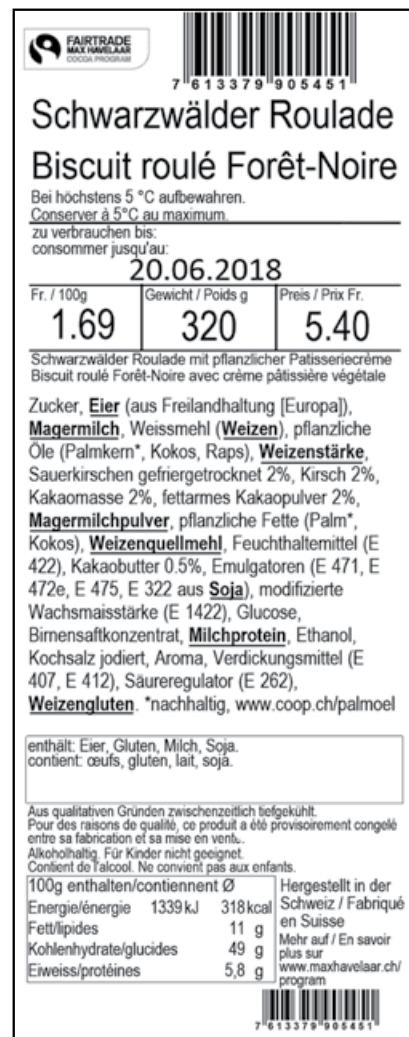 FAIRTRADE
MAX HAVELAAR
COCOA PROGRAM
7 613379 905451
Schwarzwälder Roulade
Biscuit roulé Forêt-Noire
Bei höchstens 5 °C aufbewahren.
Conserver à 5°C au maximum.
zu verbrauchen bis:
consommer jusqu'au:
20.06.2018
Fr. / 100g Gewicht / Poids g Preis / Prix Fr.
1.69 320 5.40
Schwarzwälder Roulade mit pflanzlicher Patisseriecrème
Biscuit roulé Forêt-Noire avec crème pâtissière végétale
Zucker, Eier (aus Freilandhaltung [Europa]),
Magermilch, Weissmehl (Weizen), pflanzliche
Öle (Palmkern*, Kokos, Raps), Weizenstärke,
Sauerkirschen gefriergetrocknet 2%, Kirsch 2%,
Kakaomasse 2%, fettarmes Kakaopulver 2%,
Magermilchpulver, pflanzliche Fette (Palm*,
Kokos), Weizenquellmehl, Feuchthaltemittel (E
422), Kakaobutter 0.5%, Emulgatoren (E 471, E
472e, E 475, E 322 aus Soja), modifizierte
Wachsmaisstärke (E 1422), Glucose,
Birnensaftkonzentrat, Milchprotein, Ethanol,
Kochsalz jodiert, Aroma, Verdickungsmittel (E
407, E 412), Säureregulator (E 262),
Weizengluten. *nachhaltig, www.coop.ch/palmoel
enthält: Eier, Gluten, Milch, Soja.
contient: œufs, gluten, lait, soja.
Aus qualitativen Gründen zwischenzeitlich tiefgekühlt.
Pour des raisons de qualité, ce produit a été provisoirement congelé
entre sa fabrication et sa mise en vente.
Alkoholhaltig. Für Kinder nicht geeignet.
Contient de l'alcool. Ne convient pas aux enfants.
100g enthalten/contiennent Ø
Energie/énergie 1339 kJ 318 kcal
Fett/lipides 11 g
Kohlenhydrate/glucides 49 g
Eiweiss/protéines 5,8 g
Hergestellt in der
Schweiz / Fabriqué
en Suisse
Mehr auf / En savoir
plus sur
www.maxhavelaar.ch/
program
7 613379 905451